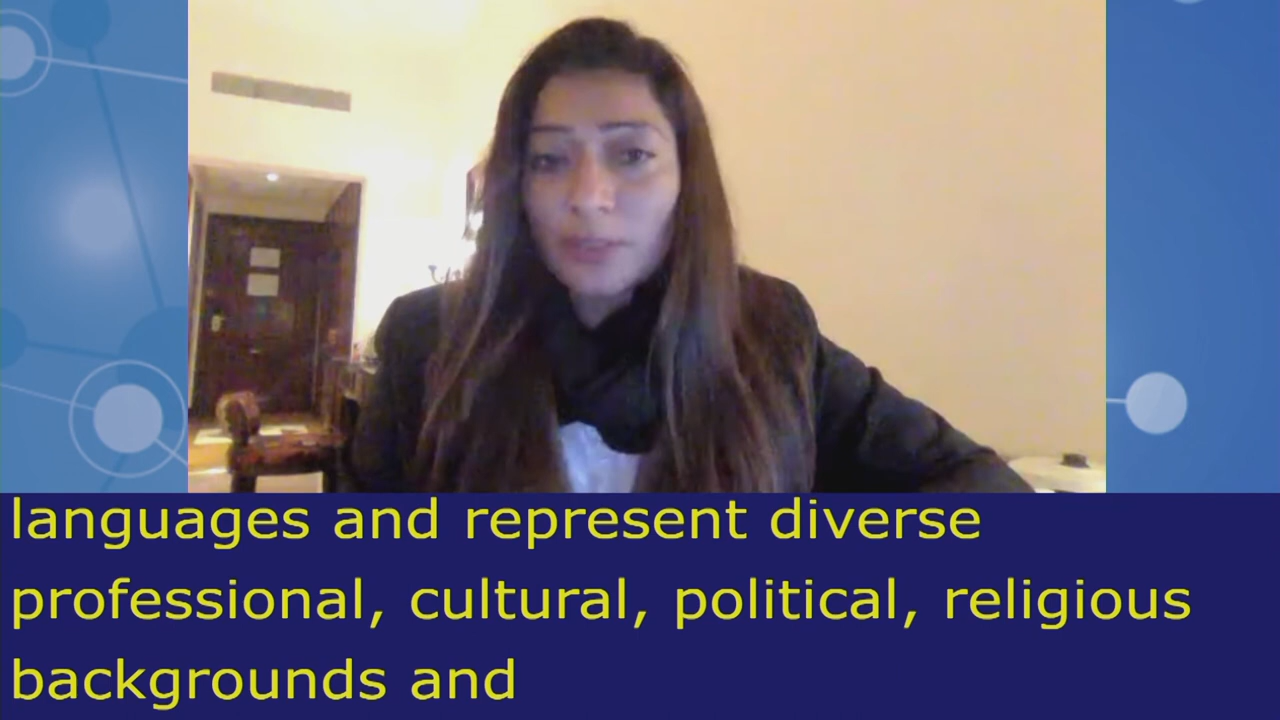 languages and represent diverse
professional, cultural, political, religious
backgrounds and